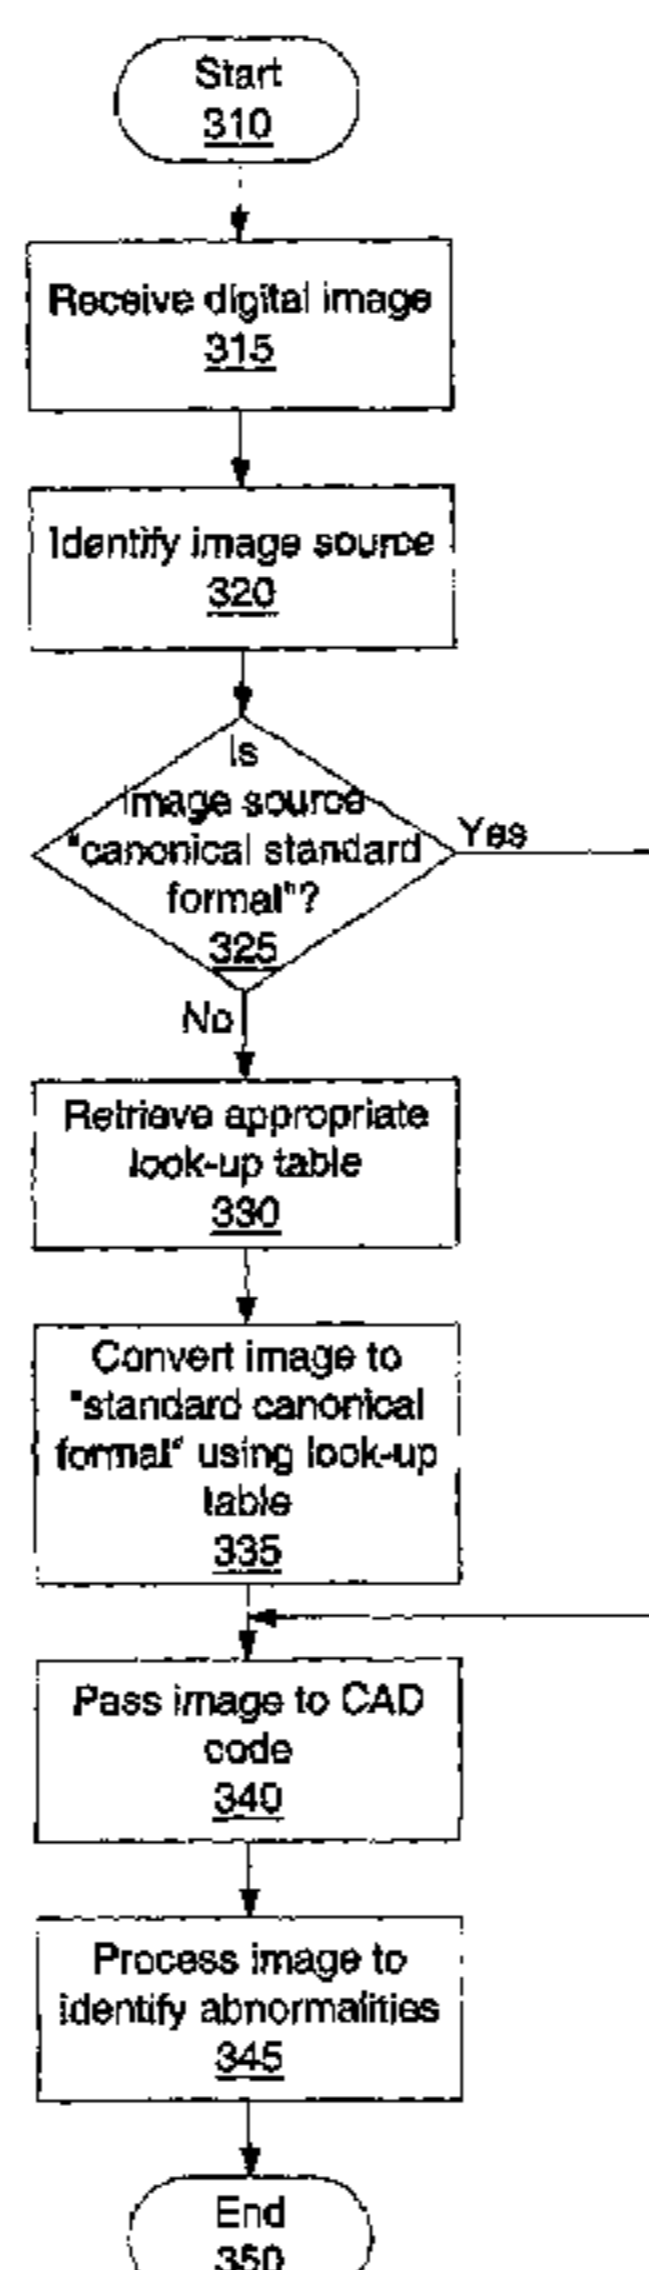 Start
310
Receive digital image
315
Identify image source
320
Is
image source
"canonical standard
format"?
325
Yes
No
Retrieve appropriate
look-up table
330
Convert image to
"standard canonical
format" using look-up
table
335
Pass image to CAD
code
340
Process image to
identify abnormalities
345
End
350